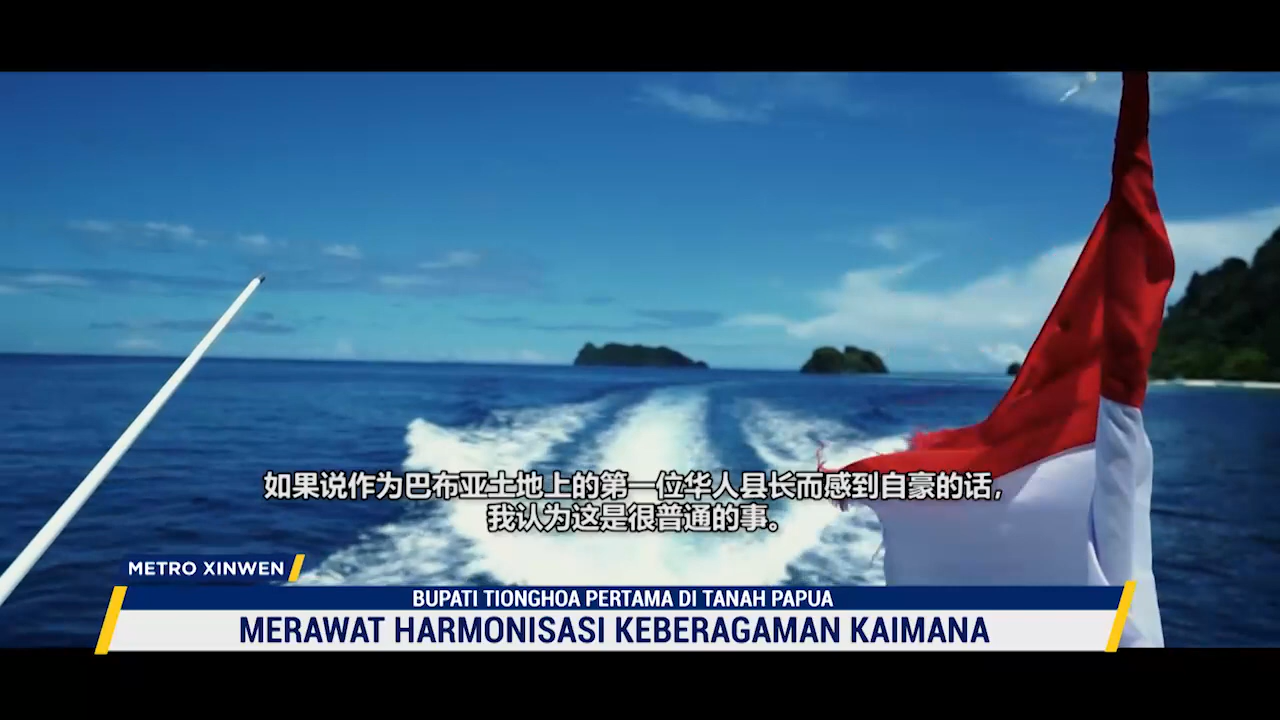 如果说作为巴布亚土地上的第一位华人县长而感到自豪的话，
我认为这是很普通的事。
METRO XINWEN
BUPATI TIONGHOA PERTAMA DI TANAH PAPUA
MERAWAT HARMONISASI KEBERAGAMAN KAIMANA